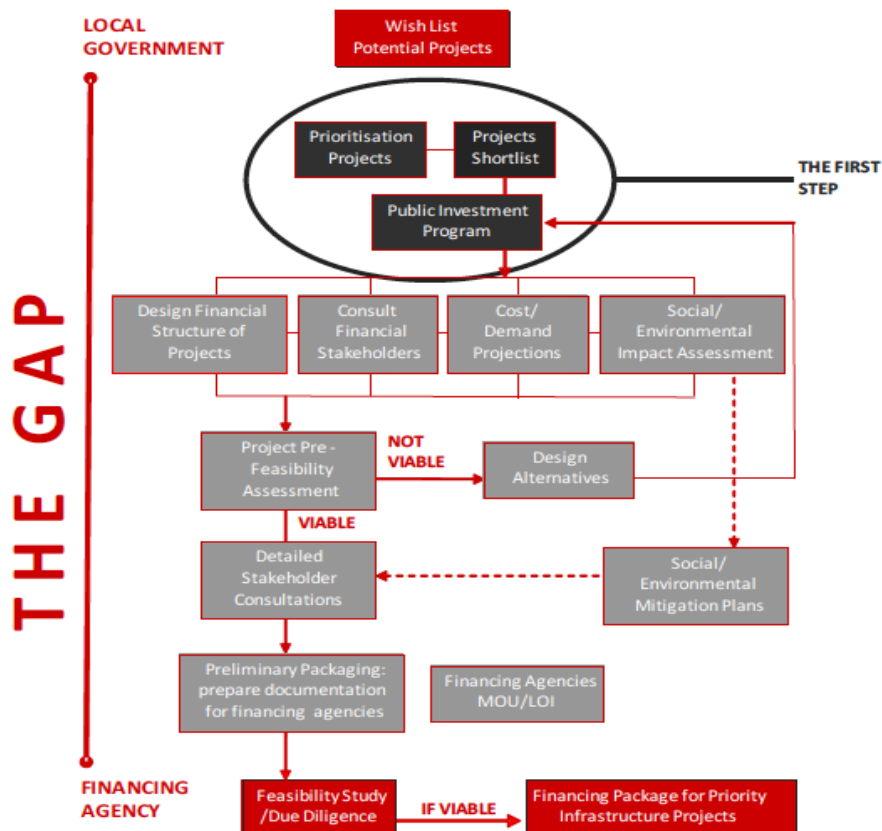 LOCAL
GOVERNMENT
Wish List
Potential Projects
Prioritisation
Projects
Projects
Shortlist
THE FIRST
STEP
Public Investment
Program
THE GAP
Design Financial
Structure of
Projects
Consult
Financial
Stakeholders
Cost/
Demand
Projections
Social/
Environmental
Impact Assessment
Project Pre -
Feasibility
Assessment
NOT
VIABLE
Design
Alternatives
VIABLE
Detailed
Stakeholder
Consultations
Social/
Environmental
Mitigation Plans
Preliminary Packaging:
prepare documentation
for financing agencies
Financing Agencies
MOU/LOI
FINANCING
AGENCY
Feasibility Study
/Due Diligence
IF VIABLE
Financing Package for Priority
Infrastructure Projects